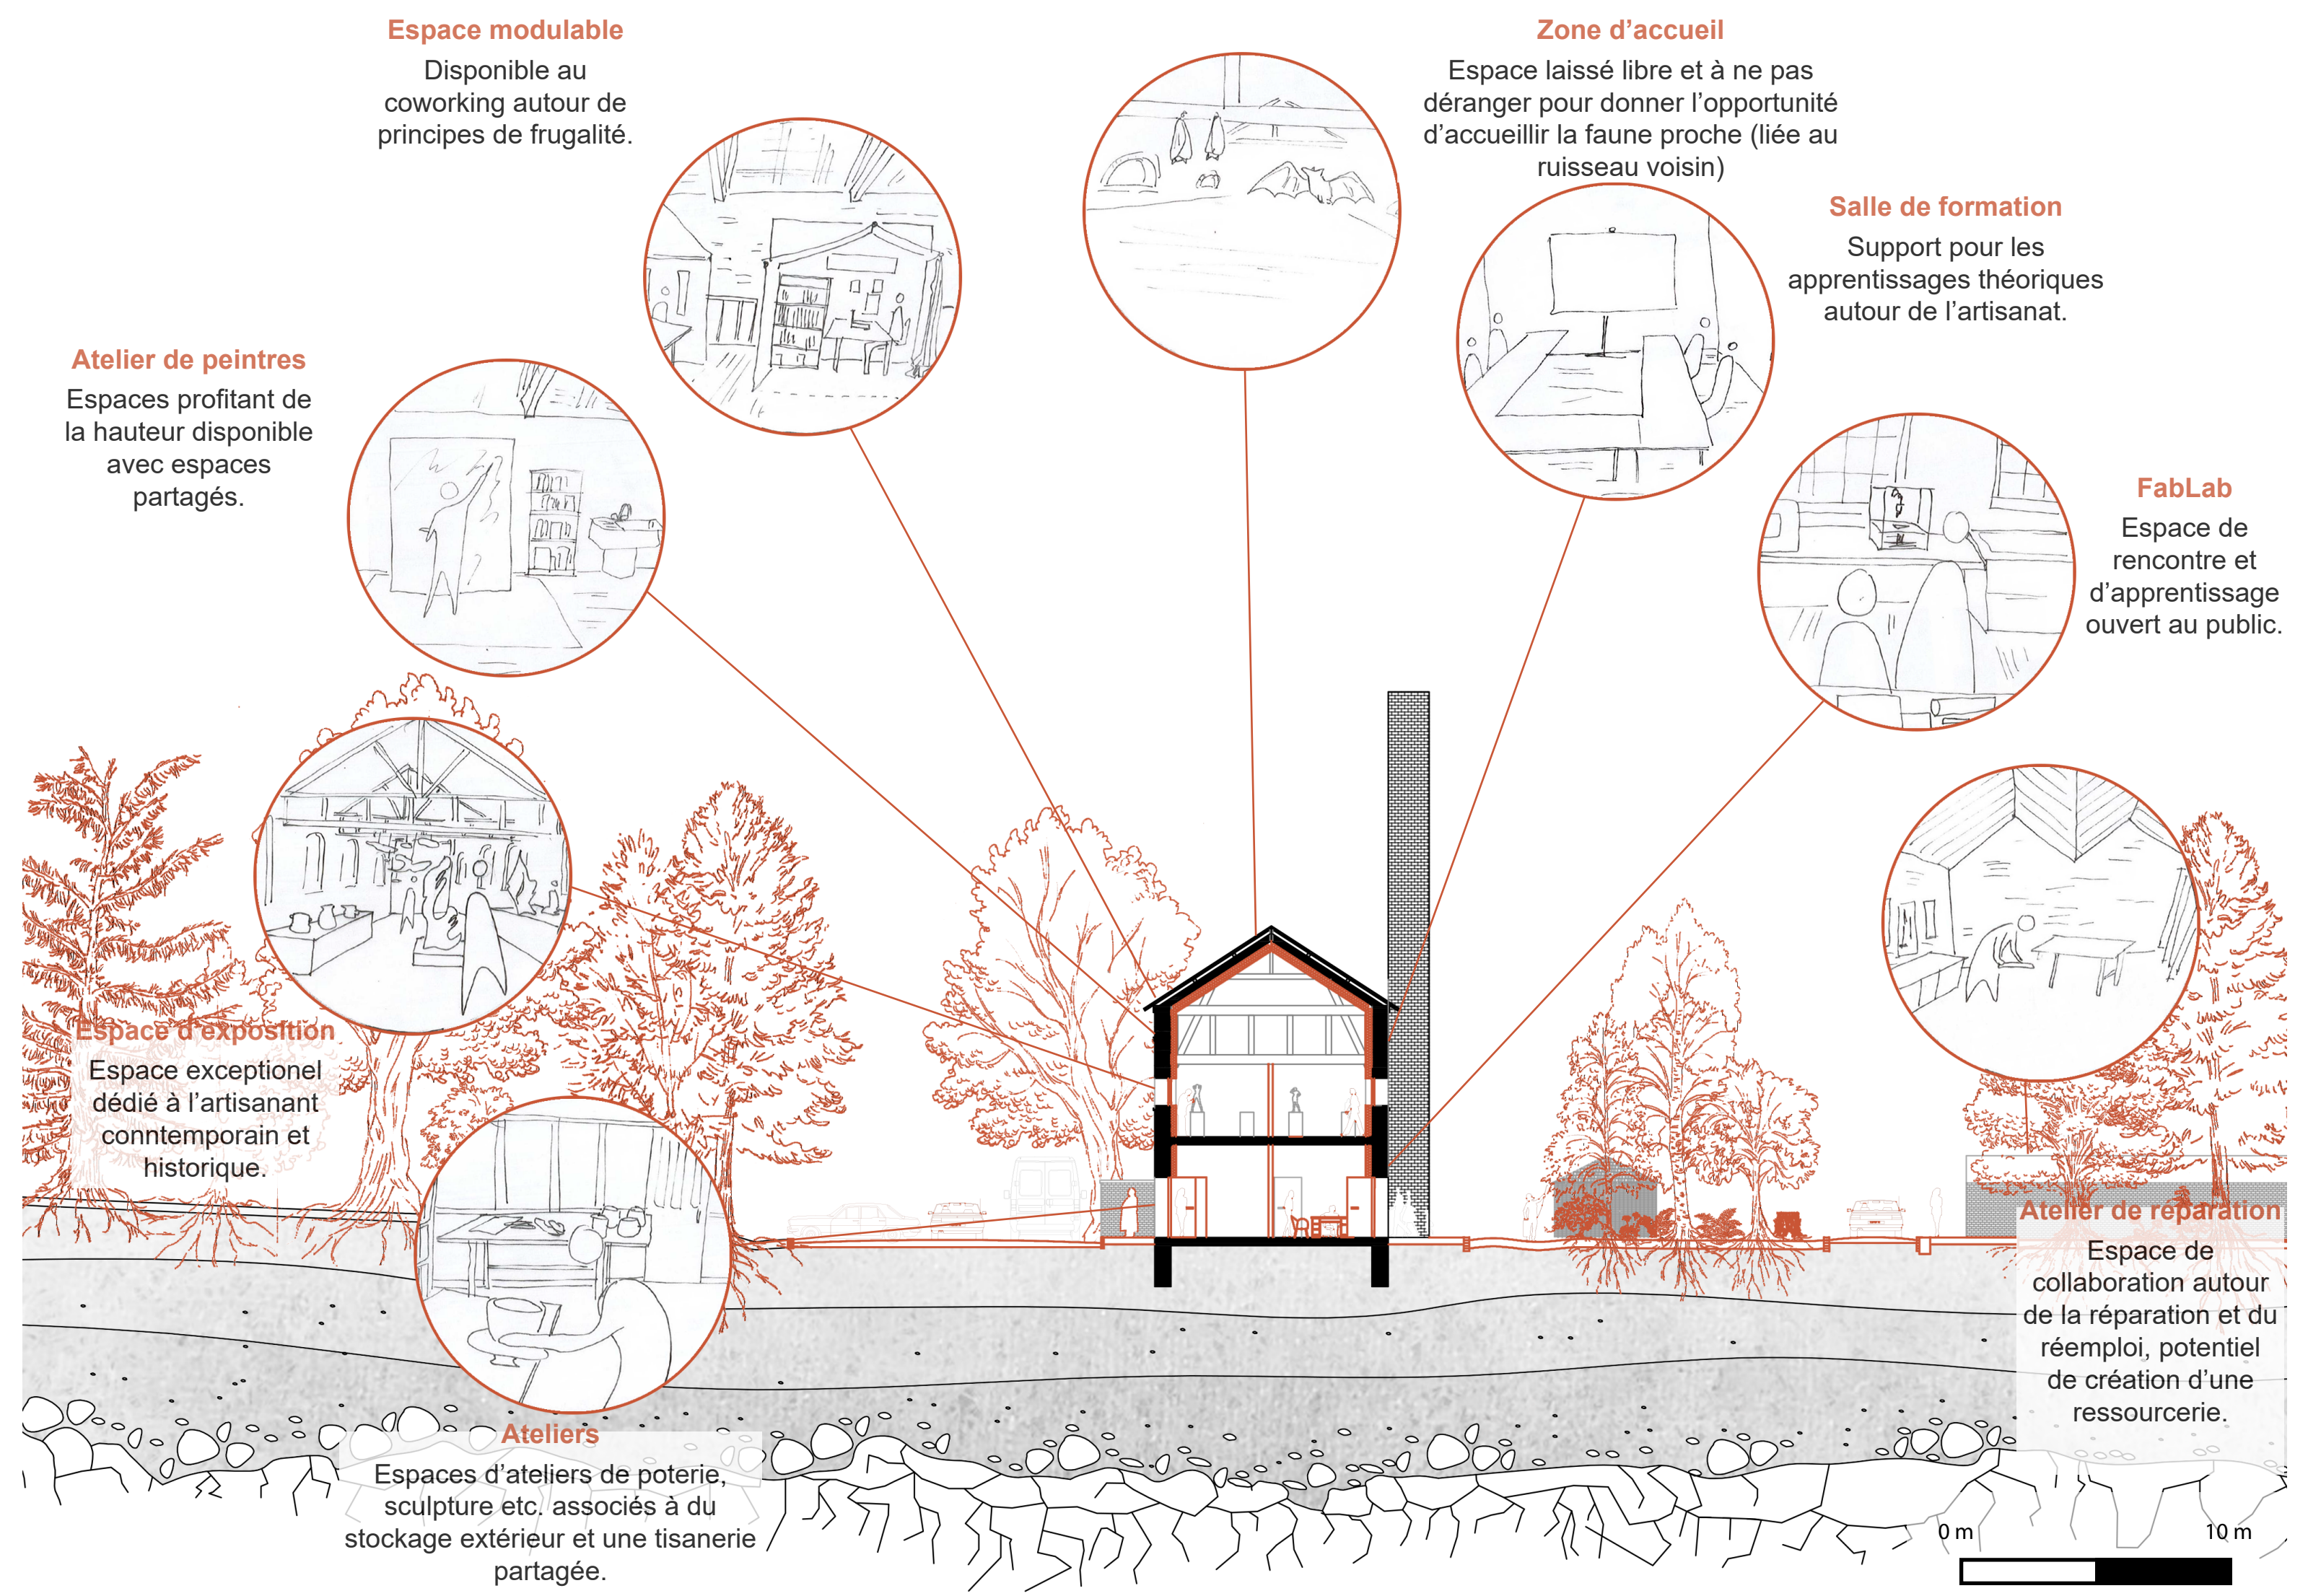 Espace modulable
Disponible au
coworking autour de
principes de frugalité.
Zone d’accueil
Espace laissé libre et à ne pas
déranger pour donner l’opportunité
d’accueillir la faune proche (liée au
ruisseau voisin)
Salle de formation
Support pour les
apprentissages théoriques
autour de l’artisanat.
Atelier de peintres
Espaces profitant de
la hauteur disponible
avec espaces
partagés.
FabLab
Espace de
rencontre et
d’apprentissage
ouvert au public.
Espace d’exposition
Espace exceptionel
dédié à l’artisanant
conntemporain et
historique.
Atelier de réparation
Espace de
collaboration autour
de la réparation et du
réemploi, potentiel
de création d’une
ressourcerie.
Ateliers
Espaces d’ateliers de poterie,
sculpture etc. associés à du
stockage extérieur et une tisanerie
partagée.
0 m 10 m